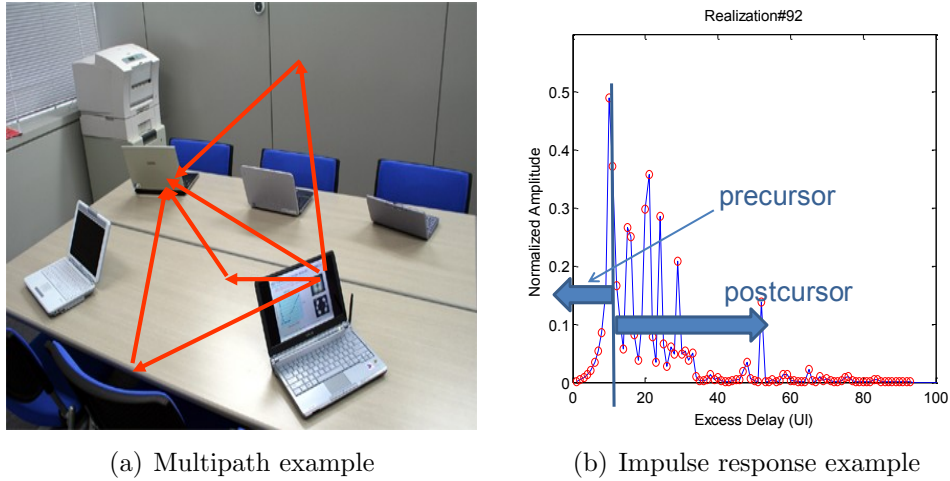 Realization#92
Normalized Amplitude
0.5
0.4
0.3
0.2
0.1
0
precursor
postcursor
0 20 40 60 80 100
Excess Delay (UI)
(a) Multipath example
(b) Impulse response example